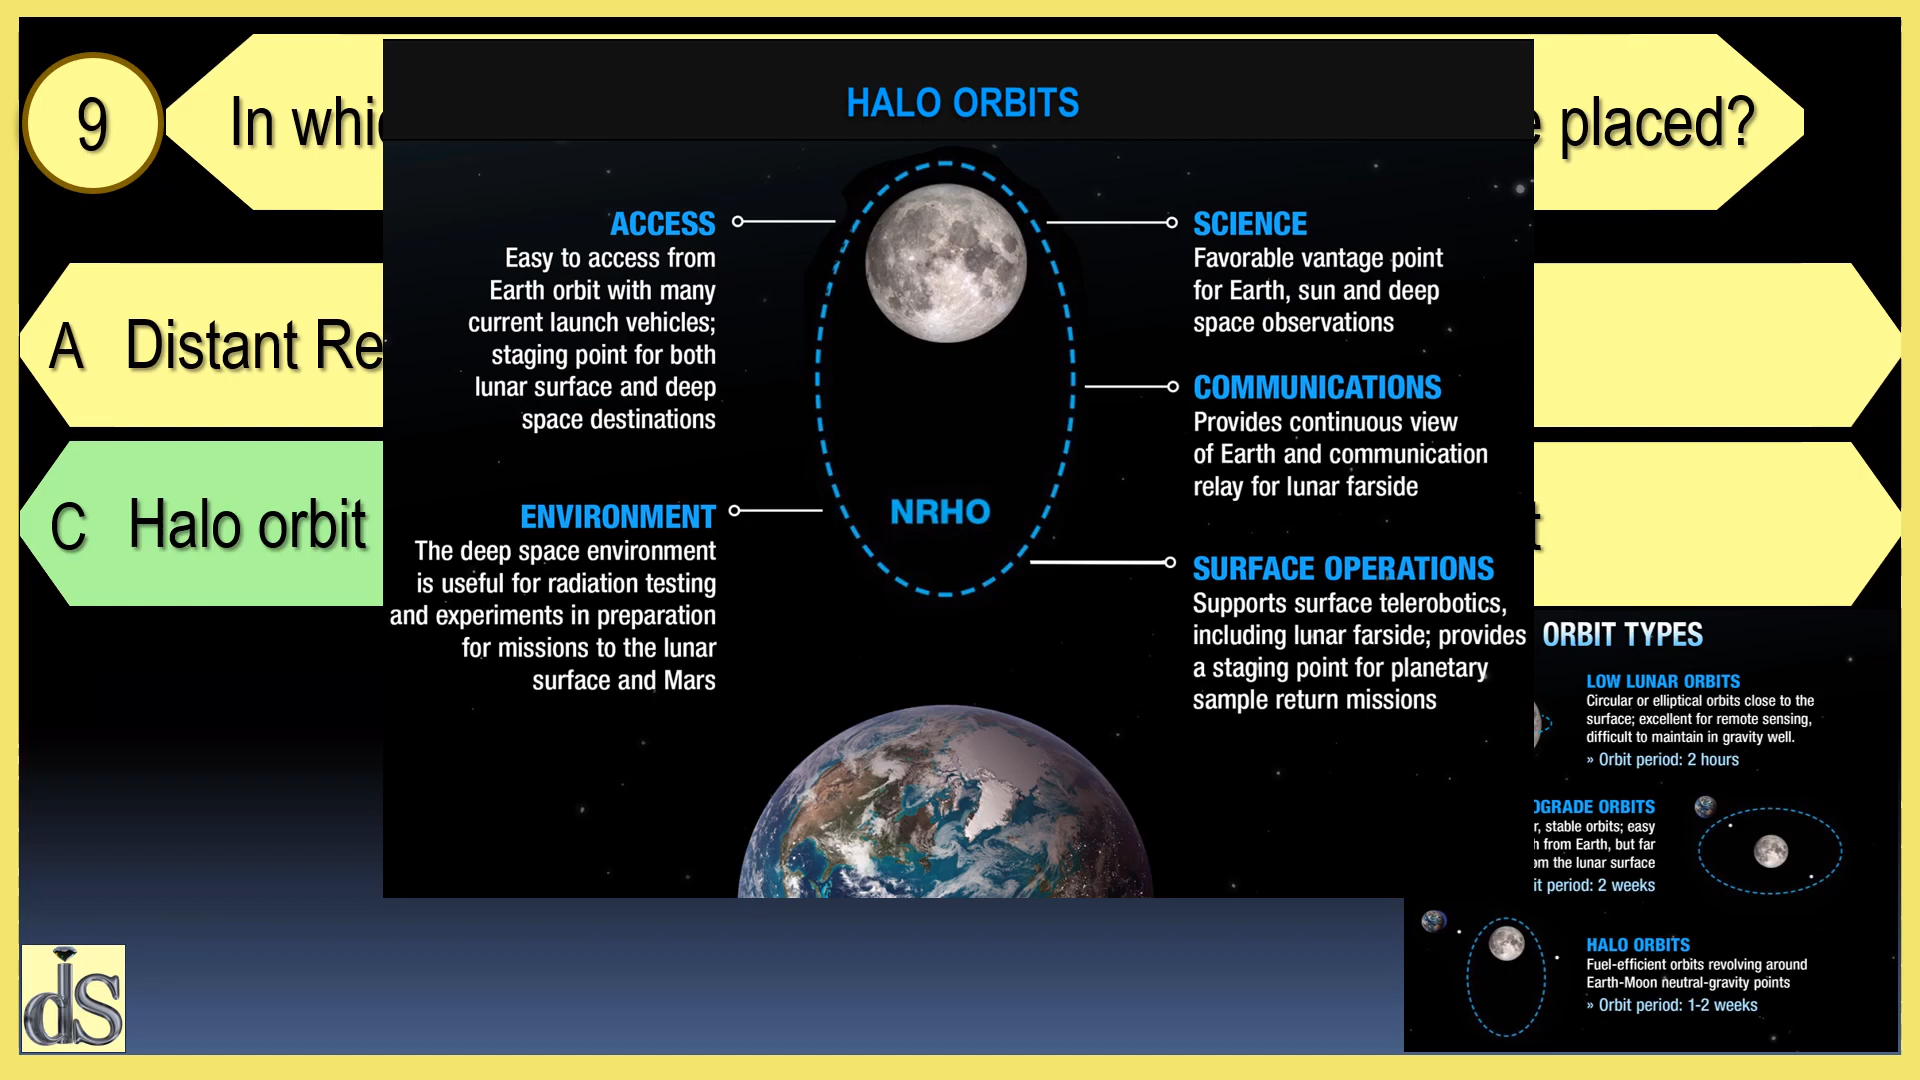 9
In which
placed?
HALO ORBITS
A Distant Re
C Halo orbit
ACCESS
Easy to access from
Earth orbit with many
current launch vehicles;
staging point for both
lunar surface and deep
space destinations
ENVIRONMENT
The deep space environment
is useful for radiation testing
and experiments in preparation
for missions to the lunar
surface and Mars
NRHO
SCIENCE
Favorable vantage point
for Earth, sun and deep
space observations
COMMUNICATIONS
Provides continuous view
of Earth and communication
relay for lunar farside
SURFACE OPERATIONS
Supports surface telerobotics,
including lunar farside; provides
a staging point for planetary
sample return missions
ORBIT TYPES
LOW LUNAR ORBITS
Circular or elliptical orbits close to the
surface; excellent for remote sensing,
difficult to maintain in gravity well.
» Orbit period: 2 hours
OGRADE ORBITS
r, stable orbits; easy
h from Earth, but far
om the lunar surface
it period: 2 weeks
HALO ORBITS
Fuel-efficient orbits revolving around
Earth-Moon neutral-gravity points
» Orbit period: 1-2 weeks
ds